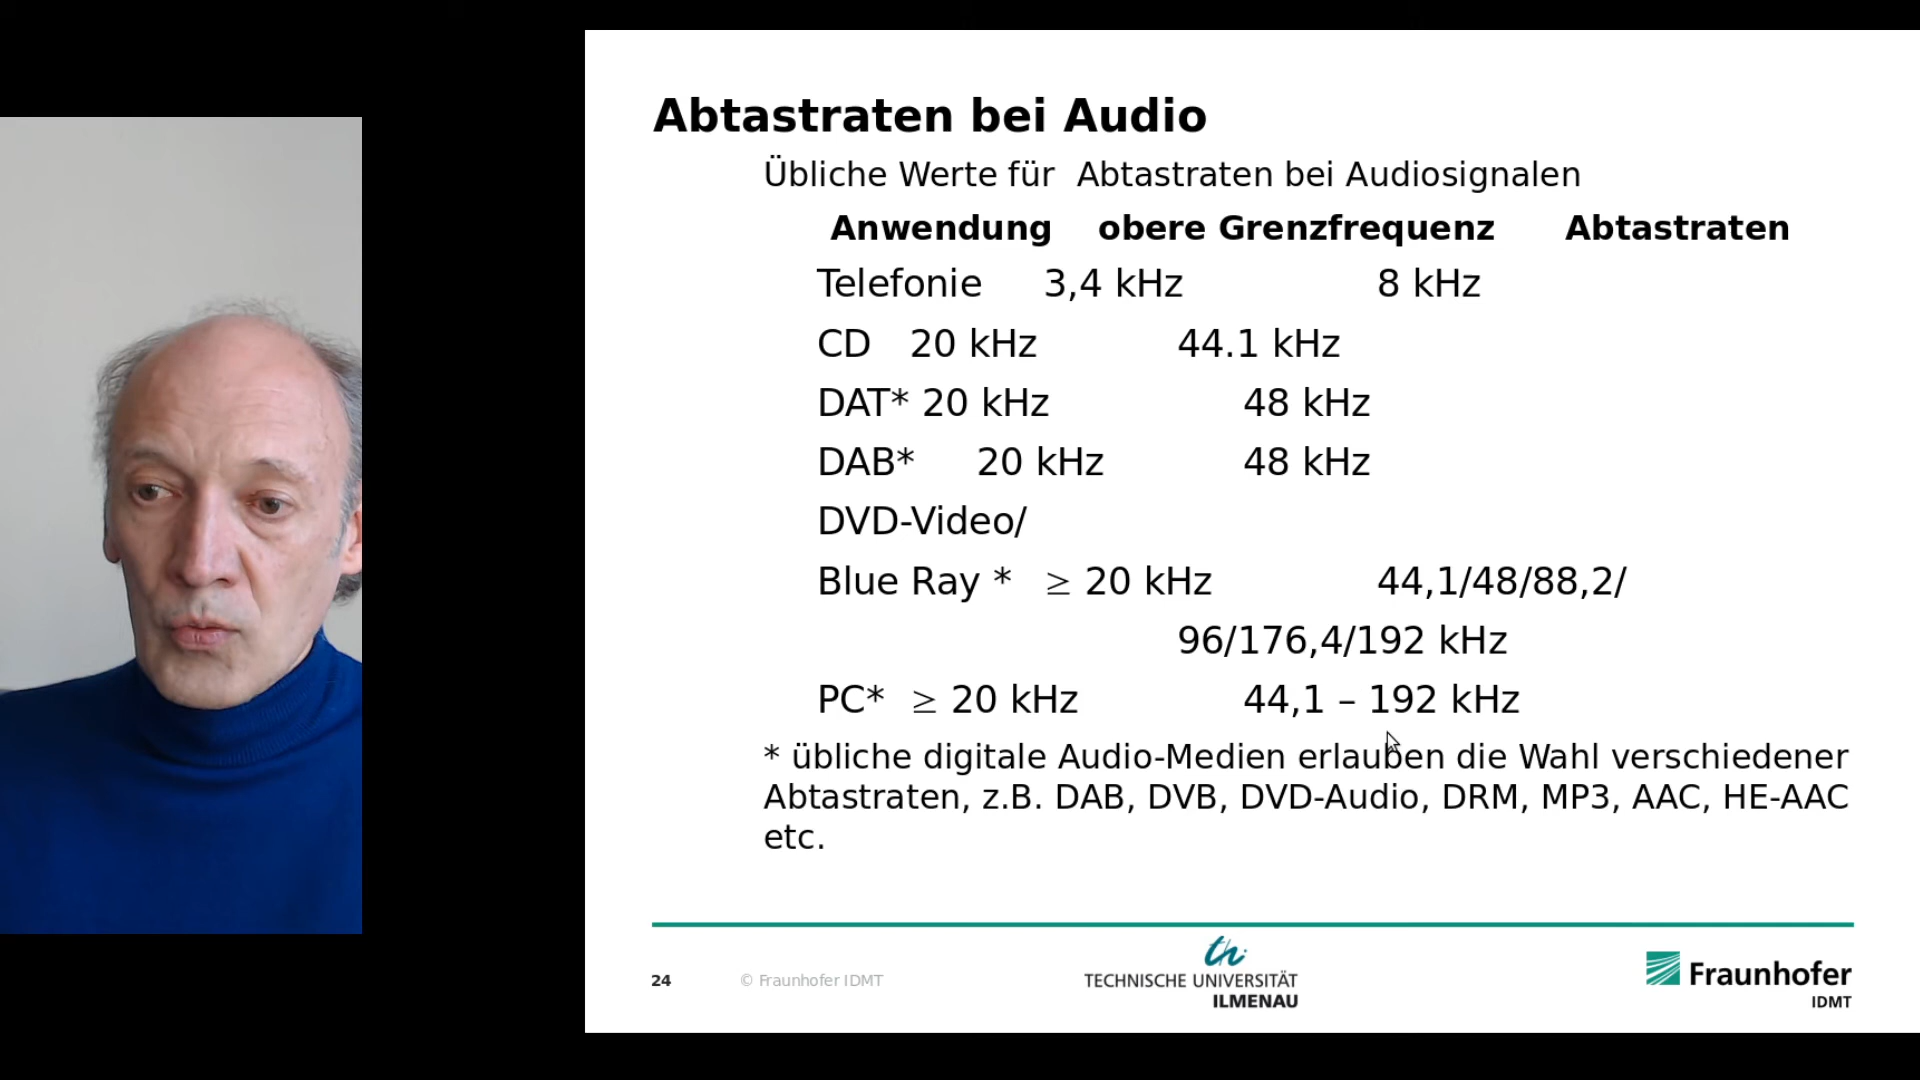 Abtastraten bei Audio
Übliche Werte für Abtastraten bei Audiosignalen
Anwendung obere Grenzfrequenz Abtastraten
Telefonie 3,4 kHz 8 kHz
CD 20 kHz 44.1 kHz
DAT* 20 kHz 48 kHz
DAB* 20 kHz 48 kHz
DVD-Video/
Blue Ray * ≥ 20 kHz 44,1/48/88,2/
96/176,4/192 kHz
PC* ≥ 20 kHz 44,1 – 192 kHz
* übliche digitale Audio-Medien erlauben die Wahl verschiedener
Abtastraten, z.B. DAB, DVB, DVD-Audio, DRM, MP3, AAC, HE-AAC
etc.
24 © Fraunhofer IDMT
th
TECHNISCHE UNIVERSITÄT
ILMENAU
Fraunhofer
IDMT